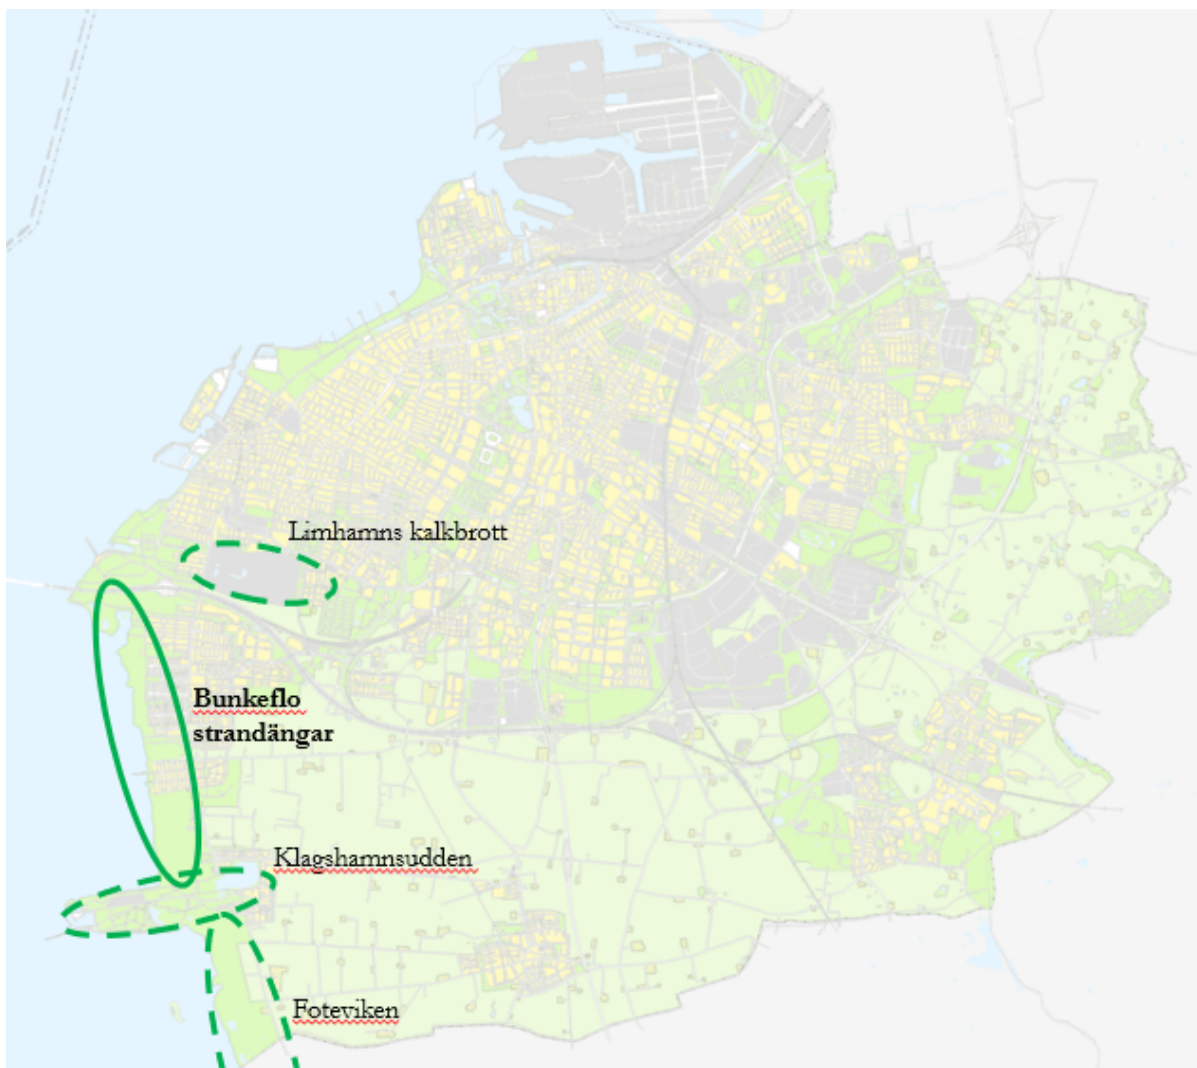 Limhamns kalkbrott
Bunkeflo
strandängar
Klagshamnsudden
Foteviken